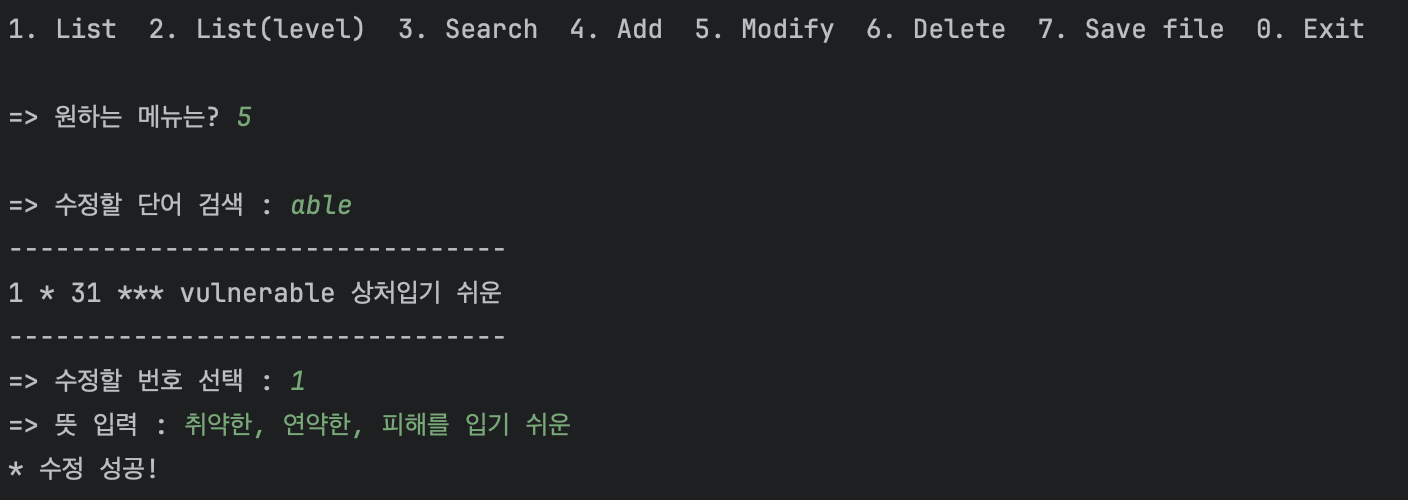 1. List  2. List(level)  3. Search  4. Add  5. Modify  6. Delete  7. Save file  0. Exit
=> 원하는 메뉴는? 5
=> 수정할 단어 검색 : able
--------------------------------
1 * 31 *** vulnerable 상처입기 쉬운
--------------------------------
=> 수정할 번호 선택 : 1
=> 뜻 입력 : 취약한, 연약한, 피해를 입기 쉬운
* 수정 성공!